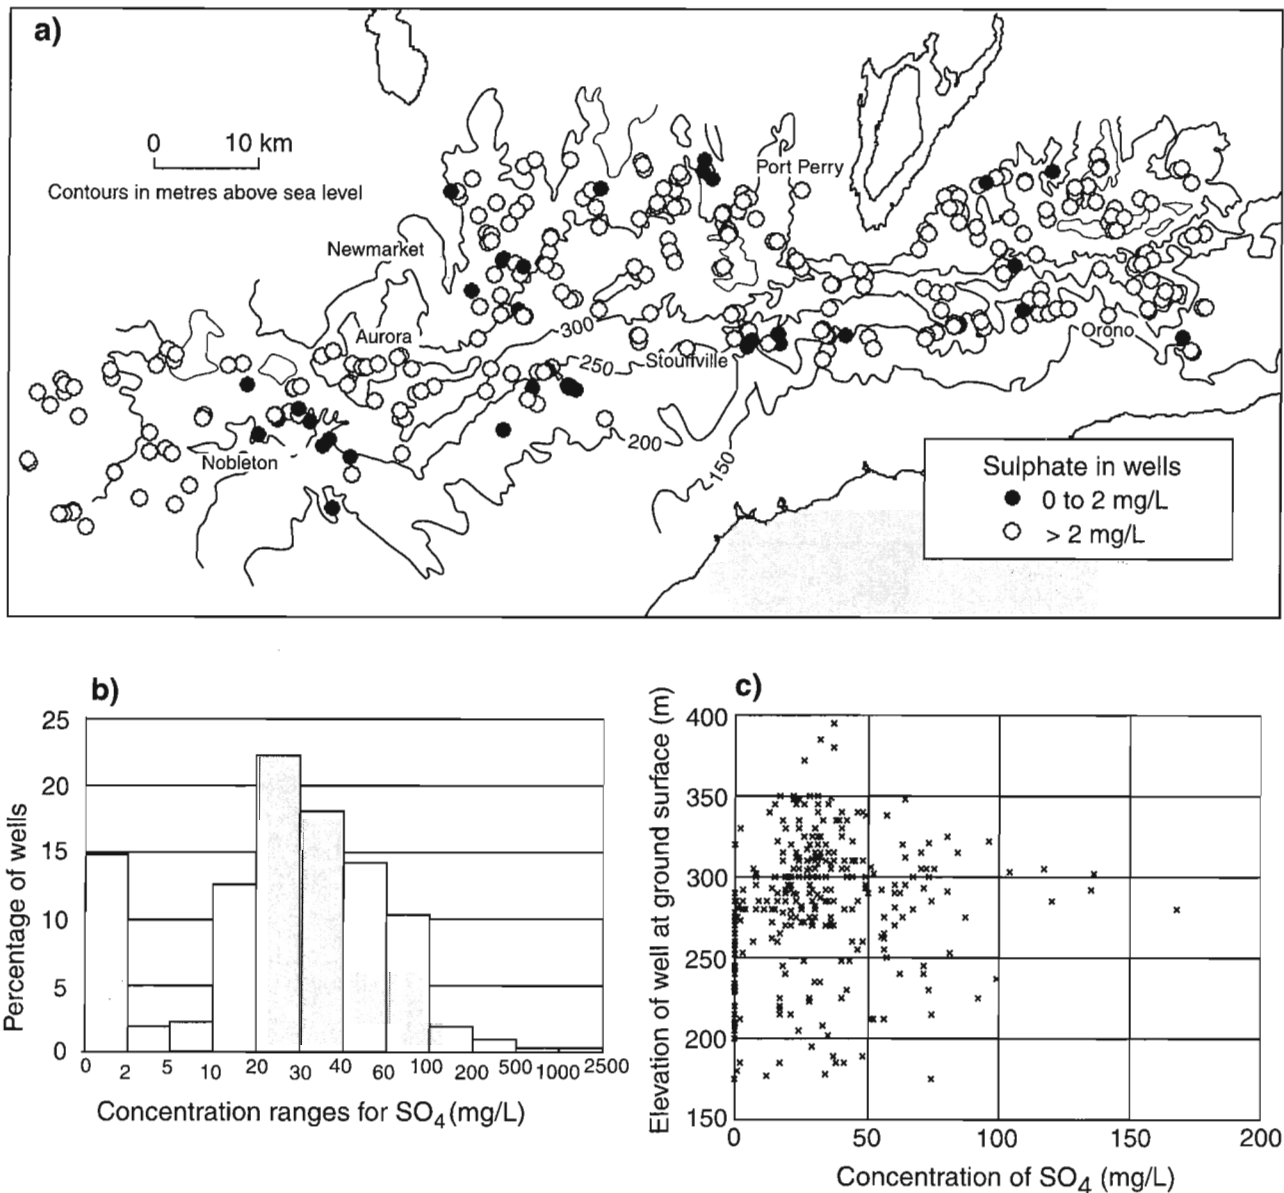 a)
0 10 km
Contours in metres above sea level
Port Perry
Newmarket
Aurora
300
250
Stouffville
Orono
200
150
Nobleton
Sulphate in wells
0 to 2 mg/L
> 2 mg/L
b)
Percentage of wells
25
20
15
10
5
0
0 2 5 10 20 30 40 60 100 200 500 1000 2500
Concentration ranges for SO4 (mg/L)
c)
Elevation of well at ground surface (m)
400
350
300
250
200
150
0 50 100 150 200
Concentration of SO4 (mg/L)